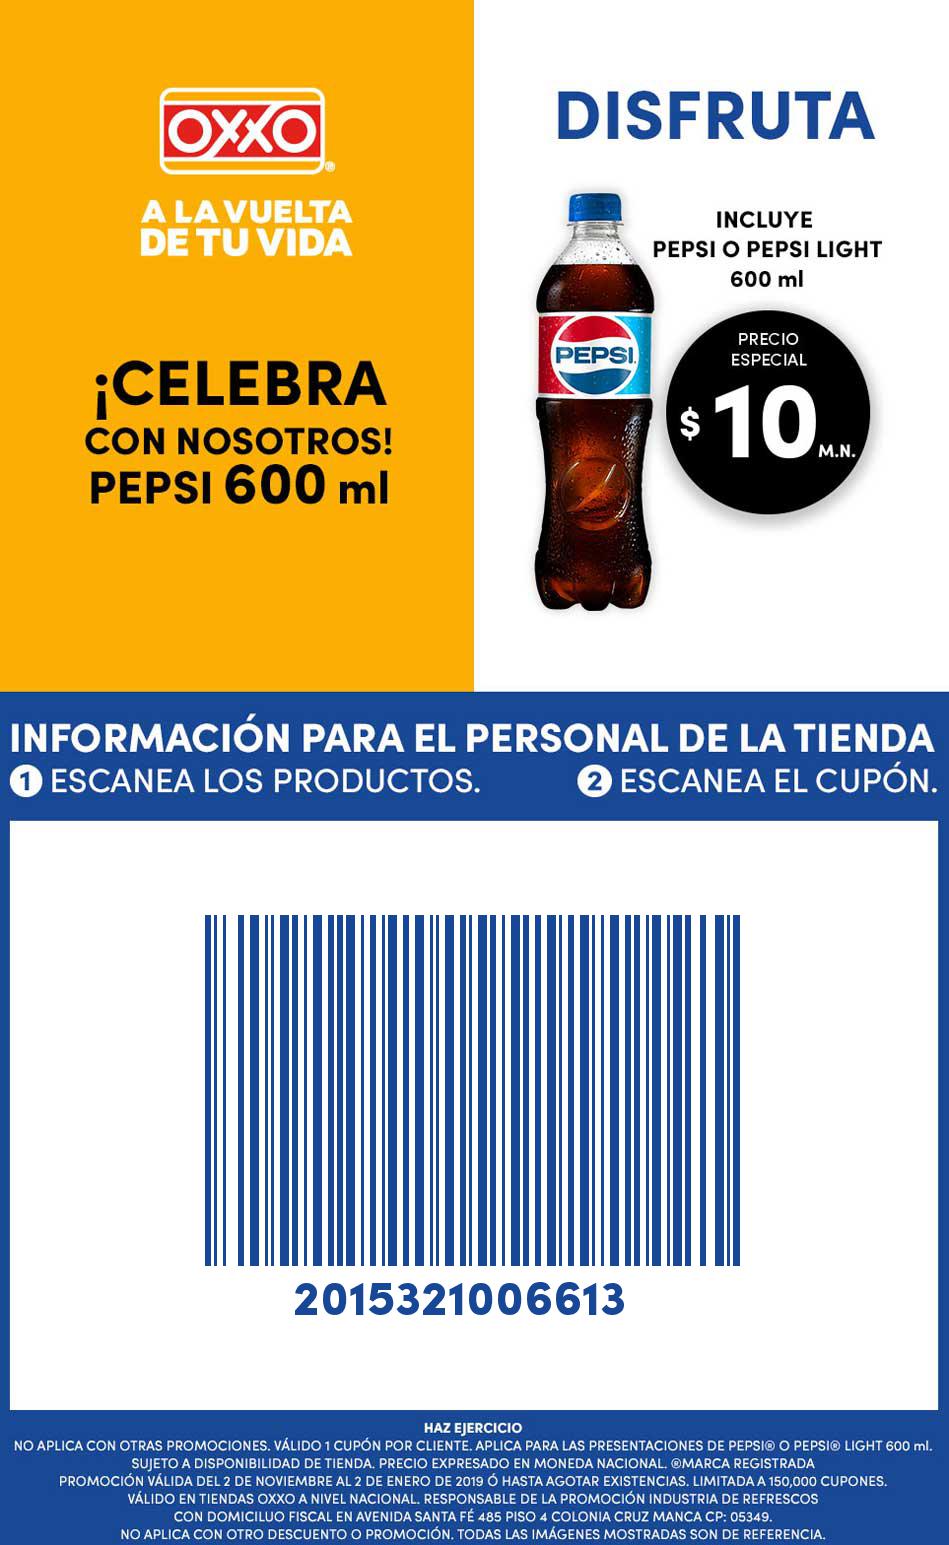 OXXO®
A LA VUELTA
DE TU VIDA
¡CELEBRA
CON NOSOTROS!
PEPSI 600 ml
DISFRUTA
INCLUYE
PEPSI O PEPSI LIGHT
600 ml
PEPSI
PRECIO
ESPECIAL
$10 M.N.
INFORMACIÓN PARA EL PERSONAL DE LA TIENDA
1 ESCANEA LOS PRODUCTOS. 2 ESCANEA EL CUPÓN.
2015321006613
HAZ EJERCICIO
NO APLICA CON OTRAS PROMOCIONES. VÁLIDO 1 CUPÓN POR CLIENTE. APLICA PARA LAS PRESENTACIONES DE PEPSI® O PEPSI® LIGHT 600 ml.
SUJETO A DISPONIBILIDAD DE TIENDA. PRECIO EXPRESADO EN MONEDA NACIONAL. ®MARCA REGISTRADA
PROMOCIÓN VÁLIDA DEL 2 DE NOVIEMBRE AL 2 DE ENERO DE 2019 Ó HASTA AGOTAR EXISTENCIAS. LIMITADA A 150,000 CUPONES.
VÁLIDO EN TIENDAS OXXO A NIVEL NACIONAL. RESPONSABLE DE LA PROMOCIÓN INDUSTRIA DE REFRESCOS
CON DOMICILUO FISCAL EN AVENIDA SANTA FÉ 485 PISO 4 COLONIA CRUZ MANCA CP: 05349.
NO APLICA CON OTRO DESCUENTO O PROMOCIÓN. TODAS LAS IMÁGENES MOSTRADAS SON DE REFERENCIA.